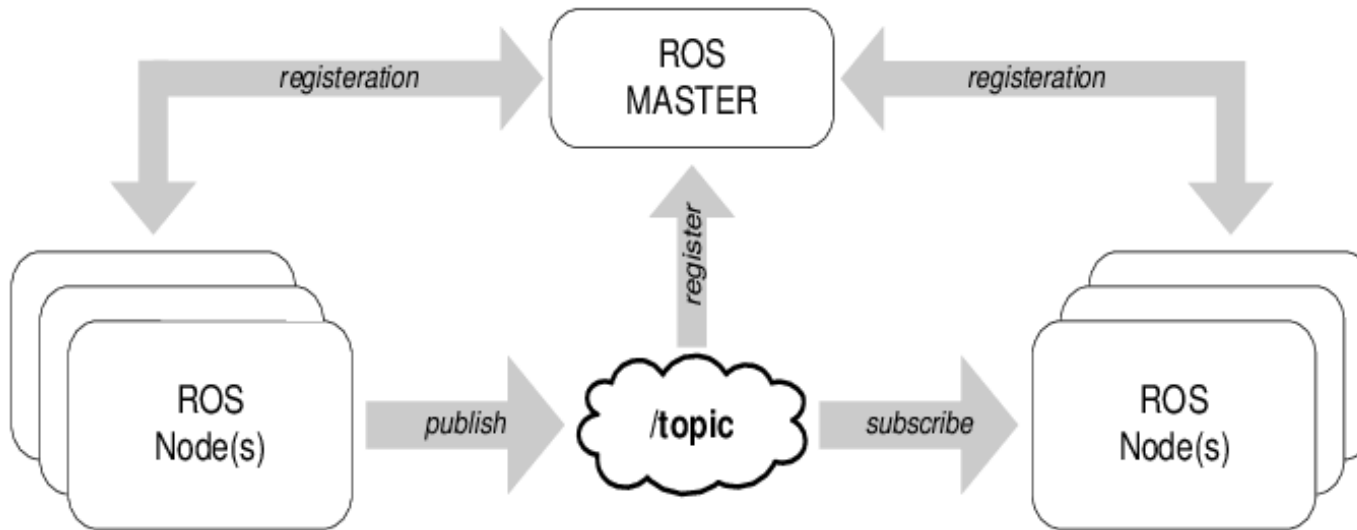 ROS
MASTER
registeration
registeration
register
ROS
Node(s)
publish
/topic
subscribe
ROS
Node(s)